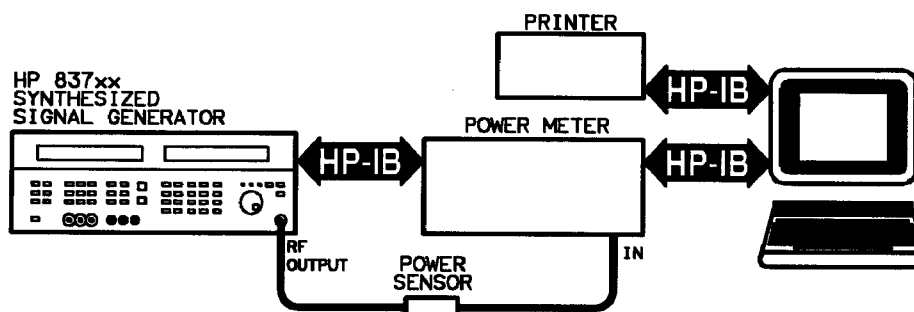 PRINTER
HP-IB
HP 837xx
SYNTHESIZED
SIGNAL GENERATOR
POWER METER
HP-IB
HP-IB
RF
OUTPUT
POWER
SENSOR
IN